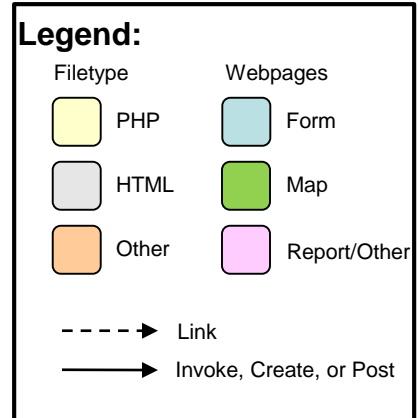 Legend:
Filetype Webpages
PHP Form
HTML Map
Other Report/Other
Link
Invoke, Create, or Post